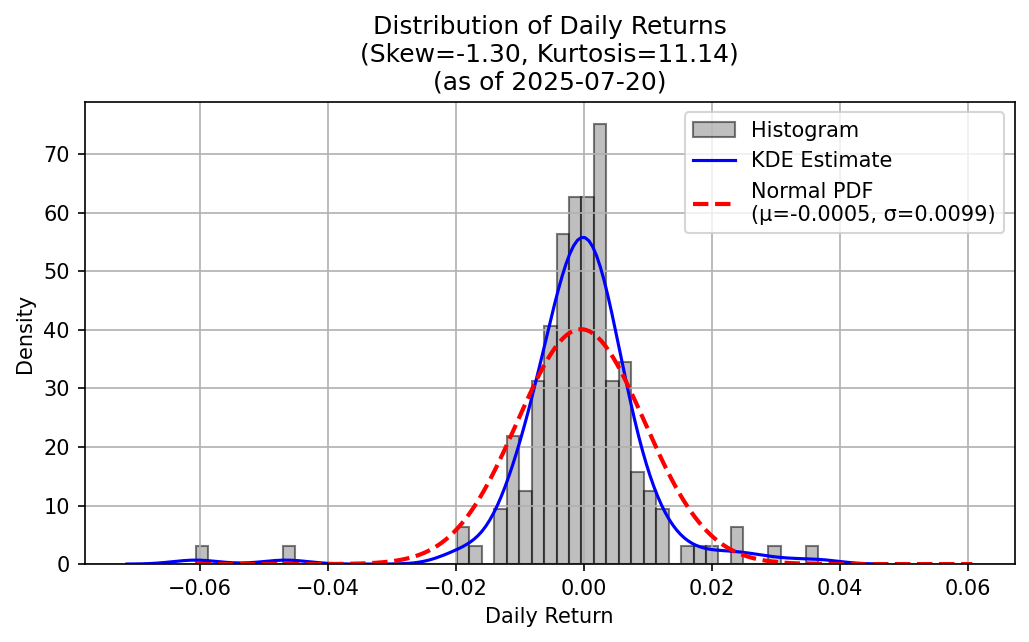 Distribution of Daily Returns
(Skew=-1.30, Kurtosis=11.14)
(as of 2025-07-20)
Histogram
KDE Estimate
Normal PDF
(μ=-0.0005, σ=0.0099)
Density
70
60
50
40
30
20
10
0
−0.06
−0.04
−0.02
0.00
0.02
0.04
0.06
Daily Return